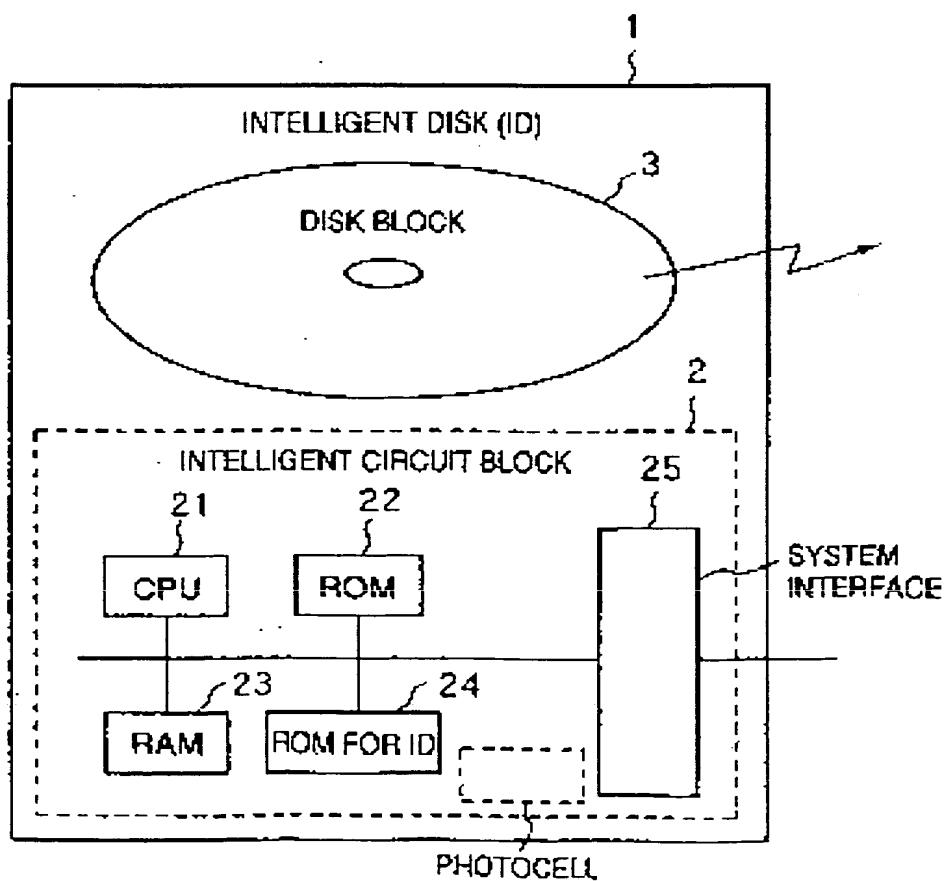 1
INTELLIGENT DISK (ID)
3
DISK BLOCK
2
INTELLIGENT CIRCUIT BLOCK
21
22
25
CPU
ROM
SYSTEM
INTERFACE
23
24
RAM
ROM FOR ID
PHOTOCELL